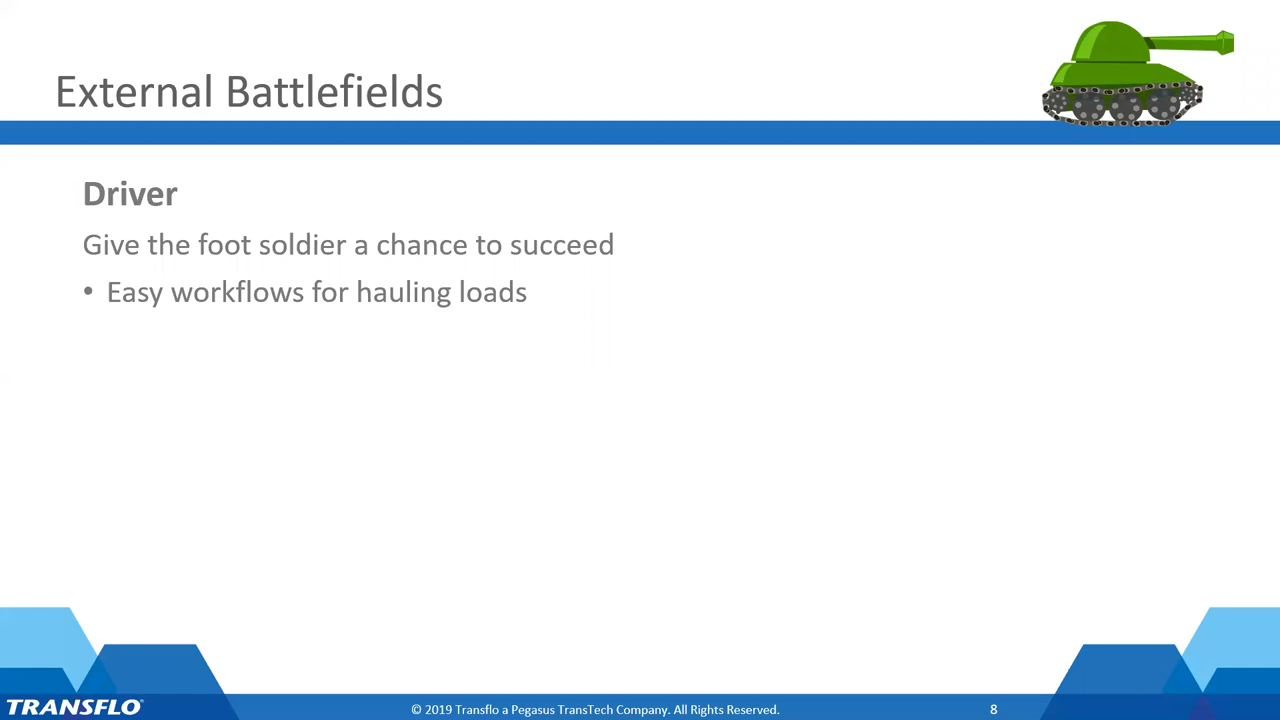 External Battlefields
Driver
Give the foot soldier a chance to succeed
• Easy workflows for hauling loads
TRANSFLO®
© 2019 Transflo a Pegasus TransTech Company. All Rights Reserved.
8